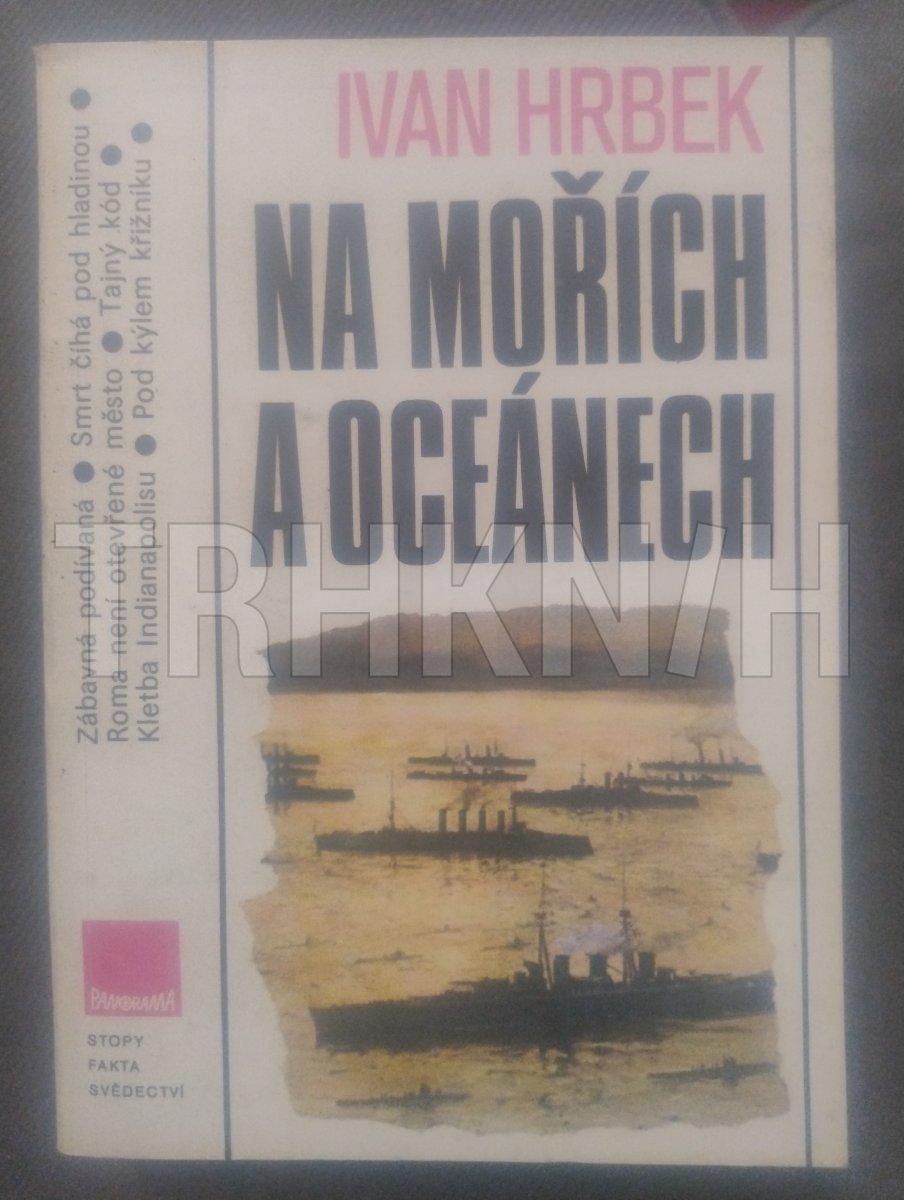 IVAN HRBEK
NA MOŘÍCH
A OCEÁNECH
Zábavná podívaná ● Smrt číhá pod hladinou ●
Roma není otevřené město ● Tajný kód ●
Kletba Indianapolisu ● Pod kýlem křižníku ●
TRHKNIH
PANORAMA
STOPY
FAKTA
SVĚDECTVÍ